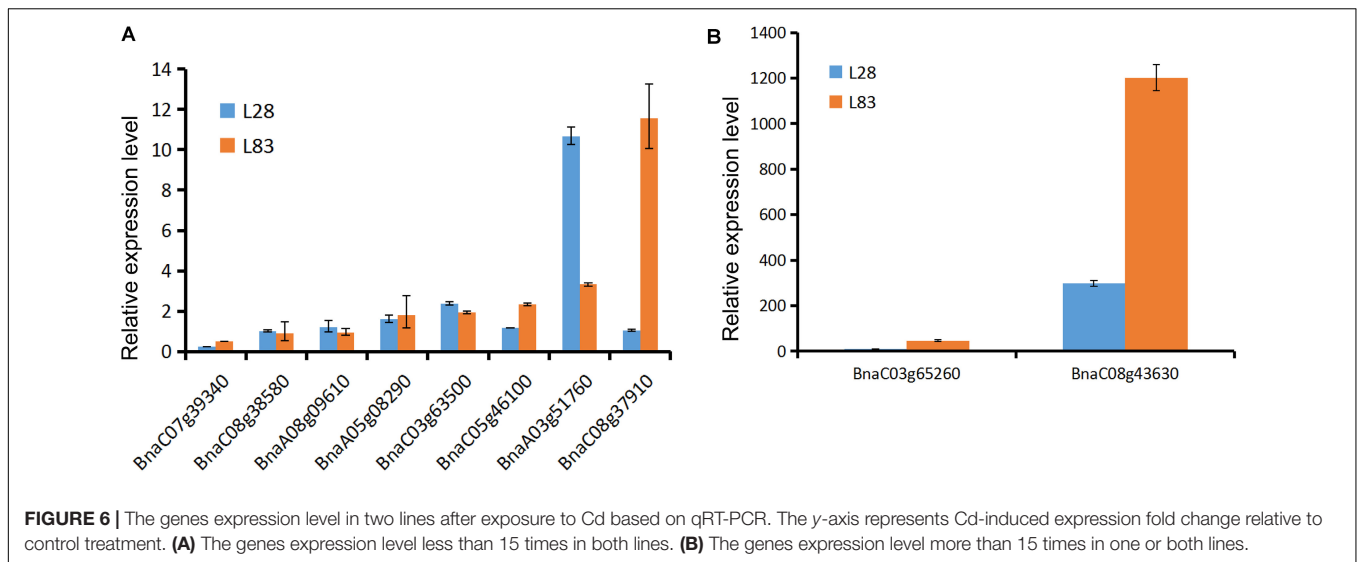 A
14
12
10
8
6
4
2
0
Relative expression level
L28
L83
BnaC07g39340
BnaC08g38580
BnaA08g09610
BnaA05g08290
BnaC03g63500
BnaC05g46100
BnaA03g51760
BnaC08g37910
B
1400
1200
1000
800
600
400
200
0
Relative expression level
L28
L83
BnaC03g65260
BnaC08g43630
FIGURE 6 | The genes expression level in two lines after exposure to Cd based on qRT-PCR. The y-axis represents Cd-induced expression fold change relative to
control treatment. (A) The genes expression level less than 15 times in both lines. (B) The genes expression level more than 15 times in one or both lines.